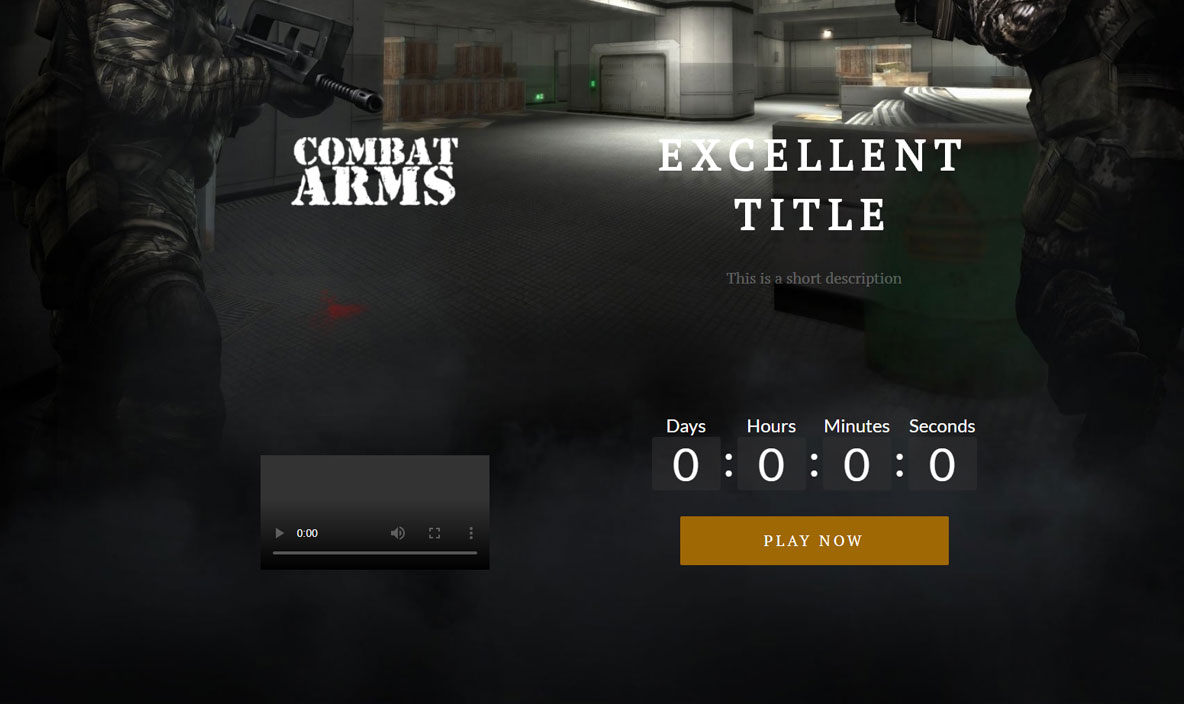 COMBAT
ARMS
EXCELLENT
TITLE
This is a short description
Days Hours Minutes Seconds
0 : 0 : 0 : 0
0:00
PLAY NOW